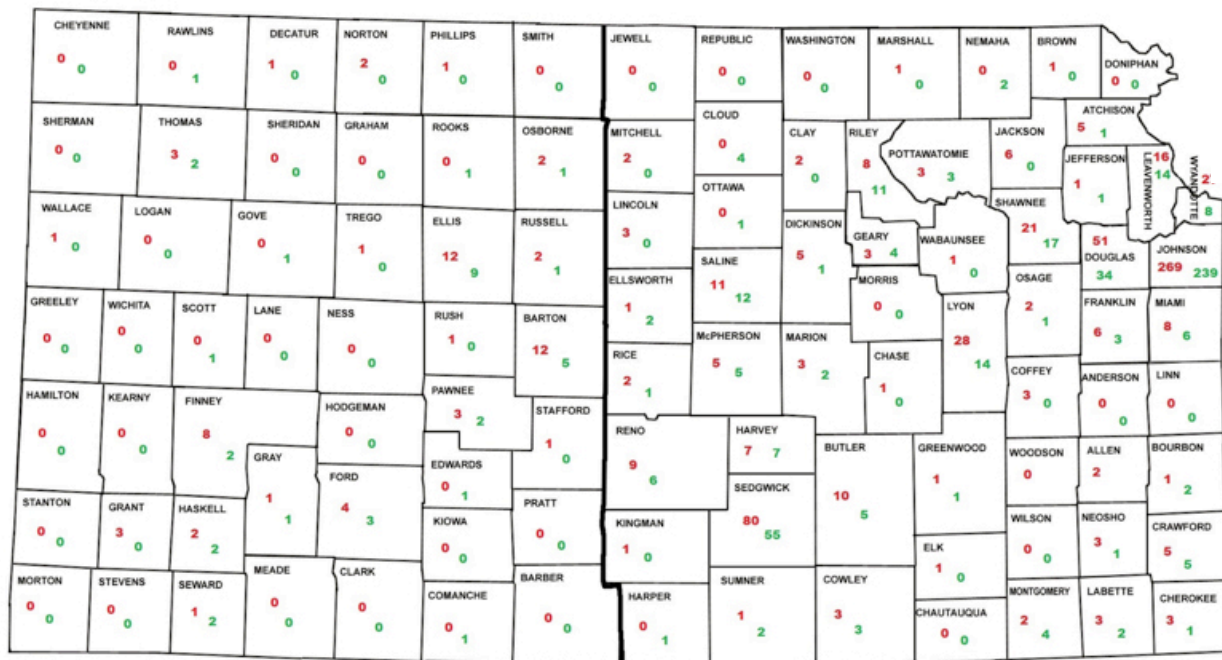 CHEYENNE
0 0
RAWLINS
0 1
DECATUR
1 0
NORTON
2 0
PHILLIPS
1 0
SMITH
0 0
JEWELL
0 0
REPUBLIC
0 0
WASHINGTON
0 0
MARSHALL
1 0
NEMAHA
0 2
BROWN
1 0
DONIPHAN
0 0
SHERMAN
0 0
THOMAS
3 2
SHERIDAN
0 0
GRAHAM
0 0
ROOKS
0 1
OSBORNE
2 1
MITCHELL
2 0
CLOUD
0 4
CLAY
2 0
RILEY
8 11
POTTAWATOMIE
3 3
JACKSON
6 0
ATCHISON
5 1
JEFFERSON
1 1
LEAVENWORTH
16 14
WYANDOTTE
2
8
WALLACE
1 0
LOGAN
0 0
GOVE
0 1
TREGO
1 0
ELLIS
12 9
RUSSELL
2 1
LINCOLN
3 0
OTTAWA
0 1
DICKINSON
5 1
GEARY
3 4
WABAUNSEE
1 0
SHAWNEE
21 17
51
DOUGLAS
34
JOHNSON
269 239
ELLSWORTH
1 2
SALINE
11 12
MORRIS
0 0
LYON
28 14
OSAGE
2 1
FRANKLIN
6 3
MIAMI
8 6
GREELEY
0 0
WICHITA
0 0
SCOTT
0 1
LANE
0 0
NESS
0 0
RUSH
1 0
BARTON
12 5
RICE
2 1
McPHERSON
5 5
MARION
3 2
CHASE
1 0
COFFEY
3 0
ANDERSON
0 0
LINN
0 0
HAMILTON
0 0
KEARNY
0 0
FINNEY
8 2
HODGEMAN
0 0
PAWNEE
3 2
STAFFORD
1 0
RENO
9 6
HARVEY
7 7
BUTLER
10 5
GREENWOOD
1 1
WOODSON
0
ALLEN
2
BOURBON
1 2
GRAY
1 1
FORD
4 3
EDWARDS
0 1
PRATT
0 0
SEDGWICK
80 55
STANTON
0 0
GRANT
3 0
HASKELL
2 2
KIOWA
0 0
KINGMAN
1 0
ELK
1 0
WILSON
0 0
NEOSHO
3 1
CRAWFORD
5 5
MORTON
0 0
STEVENS
0 0
SEWARD
1 2
MEADE
0 0
CLARK
0 0
COMANCHE
0 1
BARBER
0 0
HARPER
0 1
SUMNER
1 2
COWLEY
3 3
CHAUTAUQUA
0 0
MONTGOMERY
2 4
LABETTE
3 2
CHEROKEE
3 1